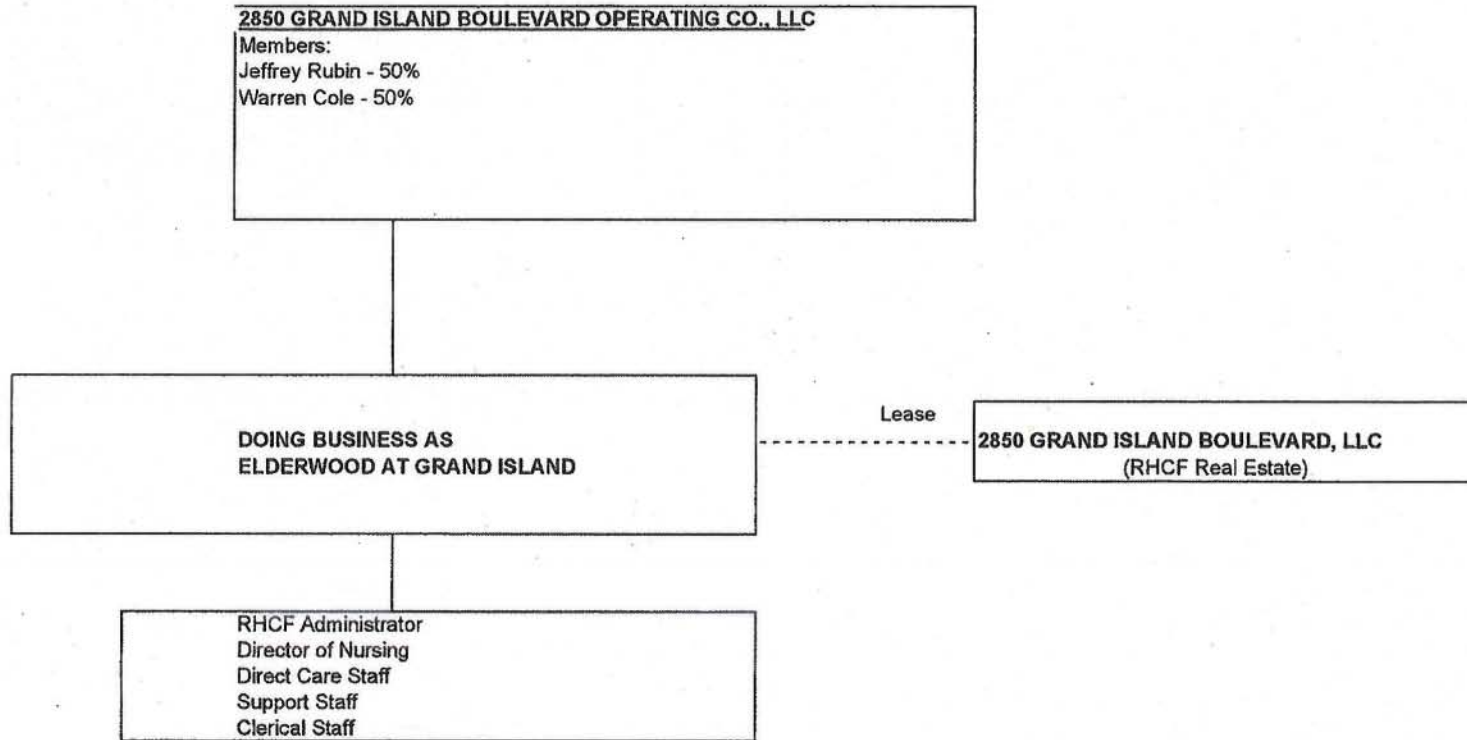 2850 GRAND ISLAND BOULEVARD OPERATING CO., LLC
Members:
Jeffrey Rubin - 50%
Warren Cole - 50%
DOING BUSINESS AS
ELDERWOOD AT GRAND ISLAND
Lease
2850 GRAND ISLAND BOULEVARD, LLC
(RHCF Real Estate)
RHCF Administrator
Director of Nursing
Direct Care Staff
Support Staff
Clerical Staff